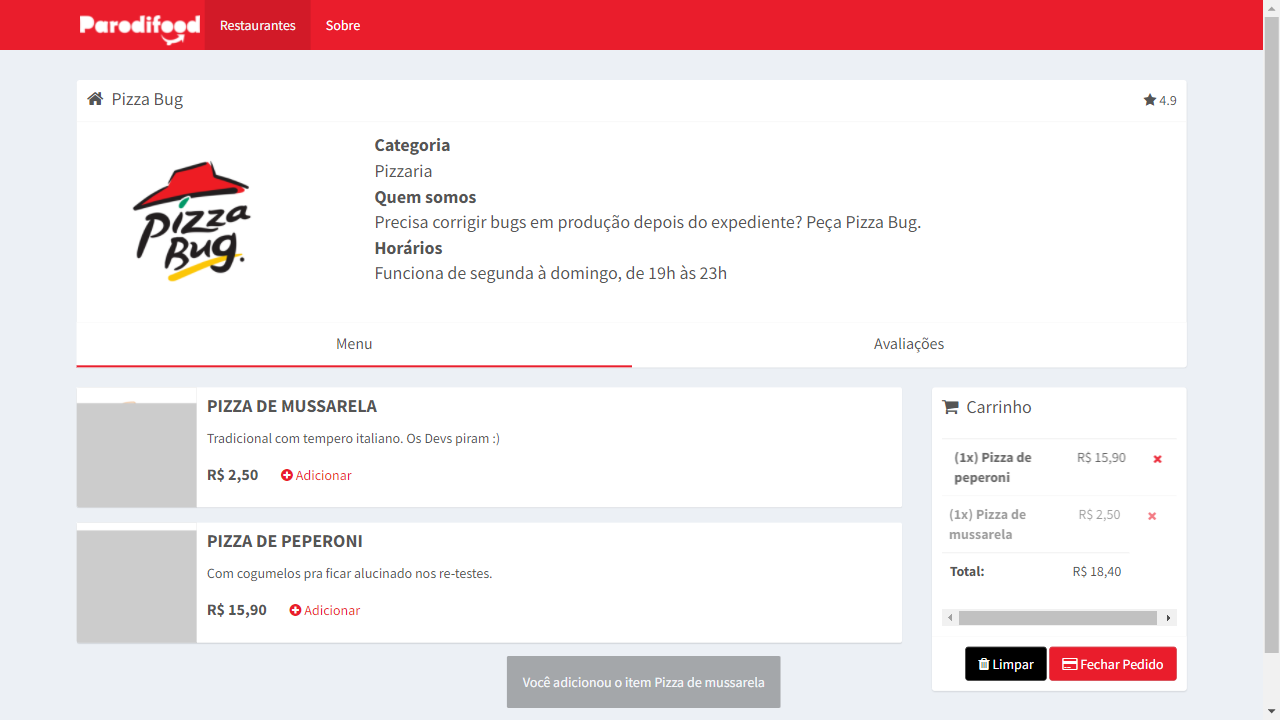 Parodifood Restaurantes Sobre
Pizza Bug 4.9
Pizza
Bug.
Categoria
Pizzaria
Quem somos
Precisa corrigir bugs em produção depois do expediente? Peça Pizza Bug.
Horários
Funciona de segunda à domingo, de 19h às 23h
Menu Avaliações
PIZZA DE MUSSARELA
Tradicional com tempero italiano. Os Devs piram :)
R$ 2,50 Adicionar
PIZZA DE PEPERONI
Com cogumelos pra ficar alucinado nos re-testes.
R$ 15,90 Adicionar
Carrinho
(1x) Pizza de R$ 15,90
peperoni
(1x) Pizza de R$ 2,50
mussarela
Total: R$ 18,40
Limpar Fechar Pedido
Você adicionou o item Pizza de mussarela